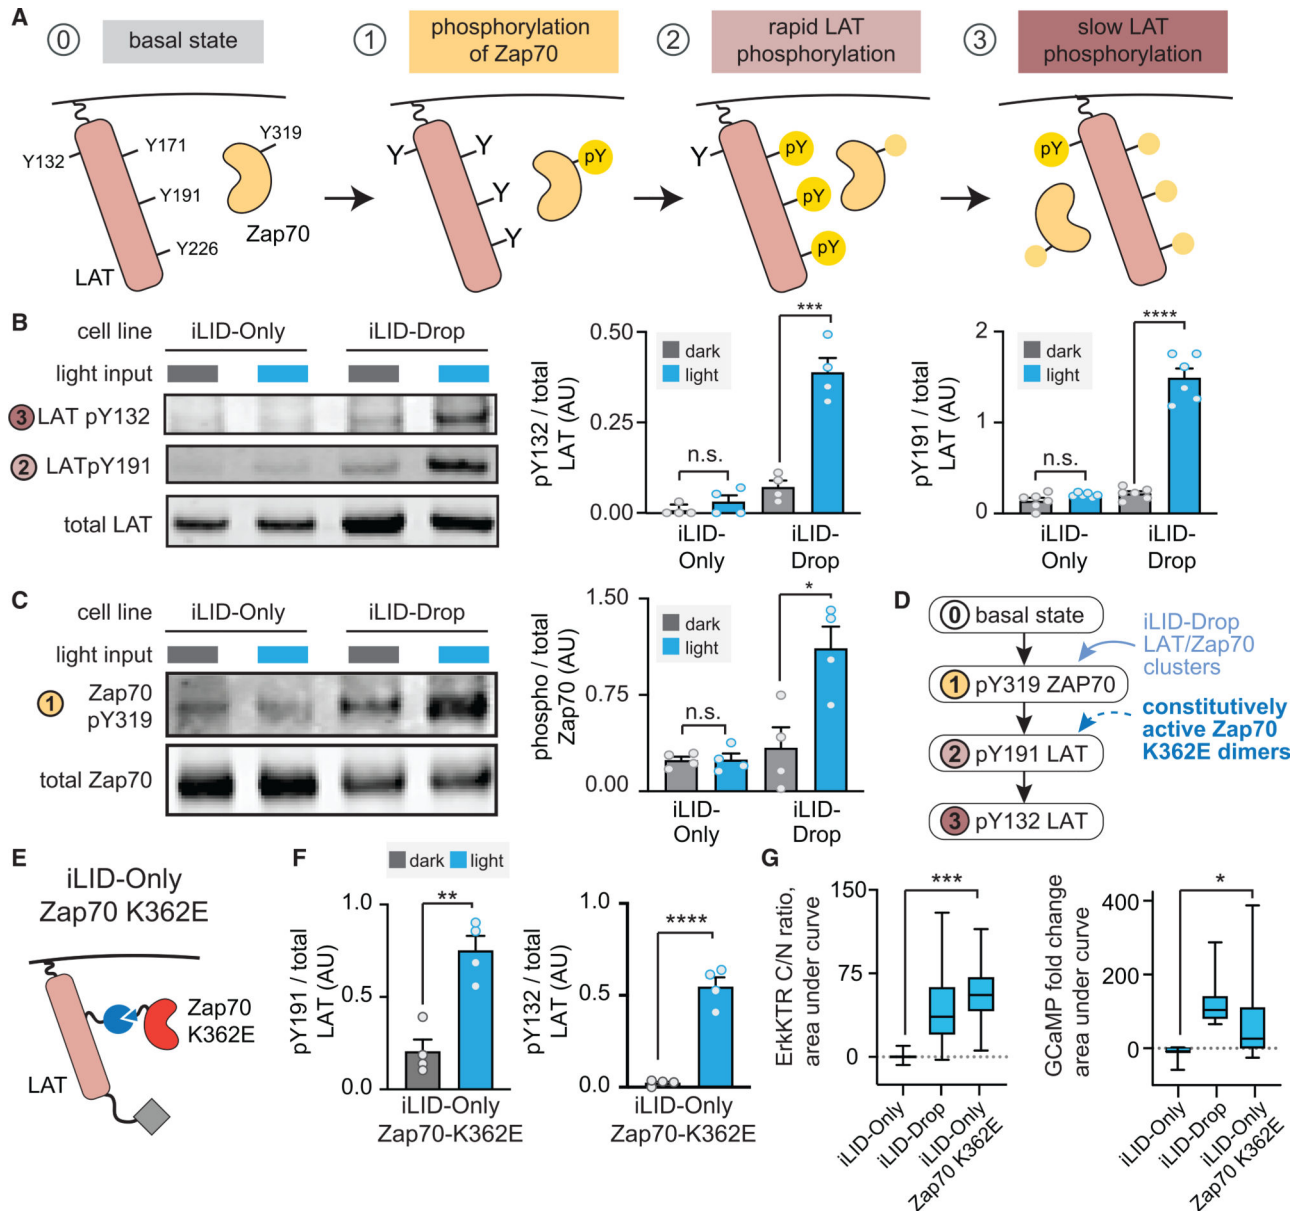 A
0
basal state
1
phosphorylation
of Zap70
2
rapid LAT
phosphorylation
3
slow LAT
phosphorylation
Y132
Y171
Y191
Y226
LAT
Y319
Zap70
Y
Y
Y
Y
pY
Y
pY
pY
pY
pY
B
cell line
iLID-Only
iLID-Drop
light input
3 LAT pY132
2 LATpY191
total LAT
pY132 / total
LAT (AU)
0.50
0.25
0.00
dark
light
n.s.
***
iLID-
Only
iLID-
Drop
pY191 / total
LAT (AU)
2
1
0
dark
light
n.s.
****
iLID-
Only
iLID-
Drop
C
cell line
iLID-Only
iLID-Drop
light input
1
Zap70
pY319
total Zap70
phospho / total
Zap70 (AU)
1.50
0.75
0.00
dark
light
n.s.
*
iLID-
Only
iLID-
Drop
D
0 basal state
iLID-Drop
LAT/Zap70
clusters
1 pY319 ZAP70
constitutively
active Zap70
K362E dimers
2 pY191 LAT
3 pY132 LAT
E
iLID-Only
Zap70 K362E
Zap70
K362E
LAT
F
dark light
pY191 / total
LAT (AU)
1.0
0.5
0.0
**
iLID-Only
Zap70-K362E
pY132 / total
LAT (AU)
1.0
0.5
0.0
****
iLID-Only
Zap70-K362E
G
ErkKTR C/N ratio,
area under curve
150
75
0
***
iLID-Only
iLID-Drop
iLID-Only
Zap70 K362E
GCaMP fold change
area under curve
400
200
0
*
iLID-Only
iLID-Drop
iLID-Only
Zap70 K362E